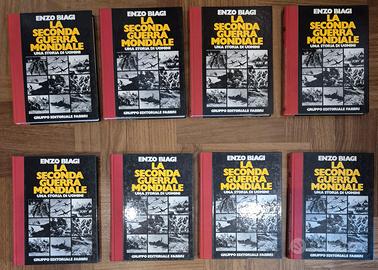 ENZO BIAGI
LA
SECONDA
GUERRA
MONDIALE
UNA STORIA DI UOMINI
GRUPPO EDITORIALE FABBRI
ENZO BIAGI
LA
SECONDA
GUERRA
MONDIALE
UNA STORIA DI UOMINI
GRUPPO EDITORIALE FABBRI
ENZO BIAGI
LA
SECONDA
GUERRA
MONDIALE
UNA STORIA DI UOMINI
GRUPPO EDITORIALE FABBRI
ENZO BIAGI
LA
SECONDA
GUERRA
MONDIALE
UNA STORIA DI UOMINI
GRUPPO EDITORIALE FABBRI
ENZO BIAGI
LA
SECONDA
GUERRA
MONDIALE
UNA STORIA DI UOMINI
GRUPPO EDITORIALE FABBRI
ENZO BIAGI
LA
SECONDA
GUERRA
MONDIALE
UNA STORIA DI UOMINI
GRUPPO EDITORIALE FABBRI
ENZO BIAGI
LA
SECONDA
GUERRA
MONDIALE
UNA STORIA DI UOMINI
GRUPPO EDITORIALE FABBRI
ENZO BIAGI
LA
SECONDA
GUERRA
MONDIALE
UNA STORIA DI UOMINI
GRUPPO EDITORIALE FABBRI